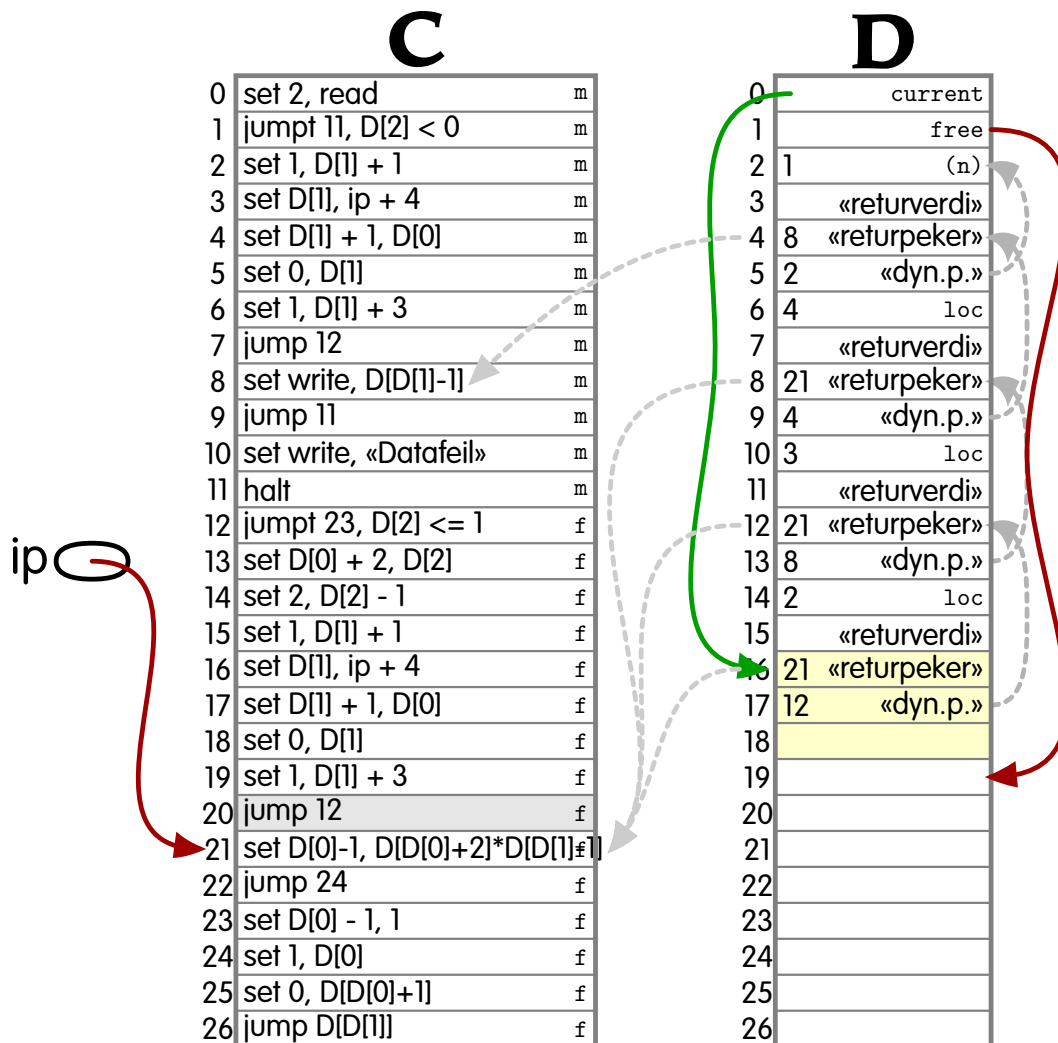 C D
0 set 2, read m
1 jumpt 11, D[2] < 0 m
2 set 1, D[1] + 1 m
3 set D[1], ip + 4 m
4 set D[1] + 1, D[0] m
5 set 0, D[1] m
6 set 1, D[1] + 3 m
7 jump 12 m
8 set write, D[D[1]-1] m
9 jump 11 m
10 set write, «Datafeil» m
11 halt m
12 jumpt 23, D[2] <= 1 f
13 set D[0] + 2, D[2] f
14 set 2, D[2] - 1 f
15 set 1, D[1] + 1 f
16 set D[1], ip + 4 f
17 set D[1] + 1, D[0] f
18 set 0, D[1] f
19 set 1, D[1] + 3 f
20 jump 12 f
21 set D[0]-1, D[D[0]+2]*D[D[1]-1] f
22 jump 24 f
23 set D[0] - 1, 1 f
24 set 1, D[0] f
25 set 0, D[D[0]+1] f
26 jump D[D[1]] f
ip
0 current
1 free
2 1 (n)
3 «returverdi»
4 8 «returpeker»
5 2 «dyn.p.»
6 4 loc
7 «returverdi»
8 21 «returpeker»
9 4 «dyn.p.»
10 3 loc
11 «returverdi»
12 21 «returpeker»
13 8 «dyn.p.»
14 2 loc
15 «returverdi»
16 21 «returpeker»
17 12 «dyn.p.»
18
19
20
21
22
23
24
25
26